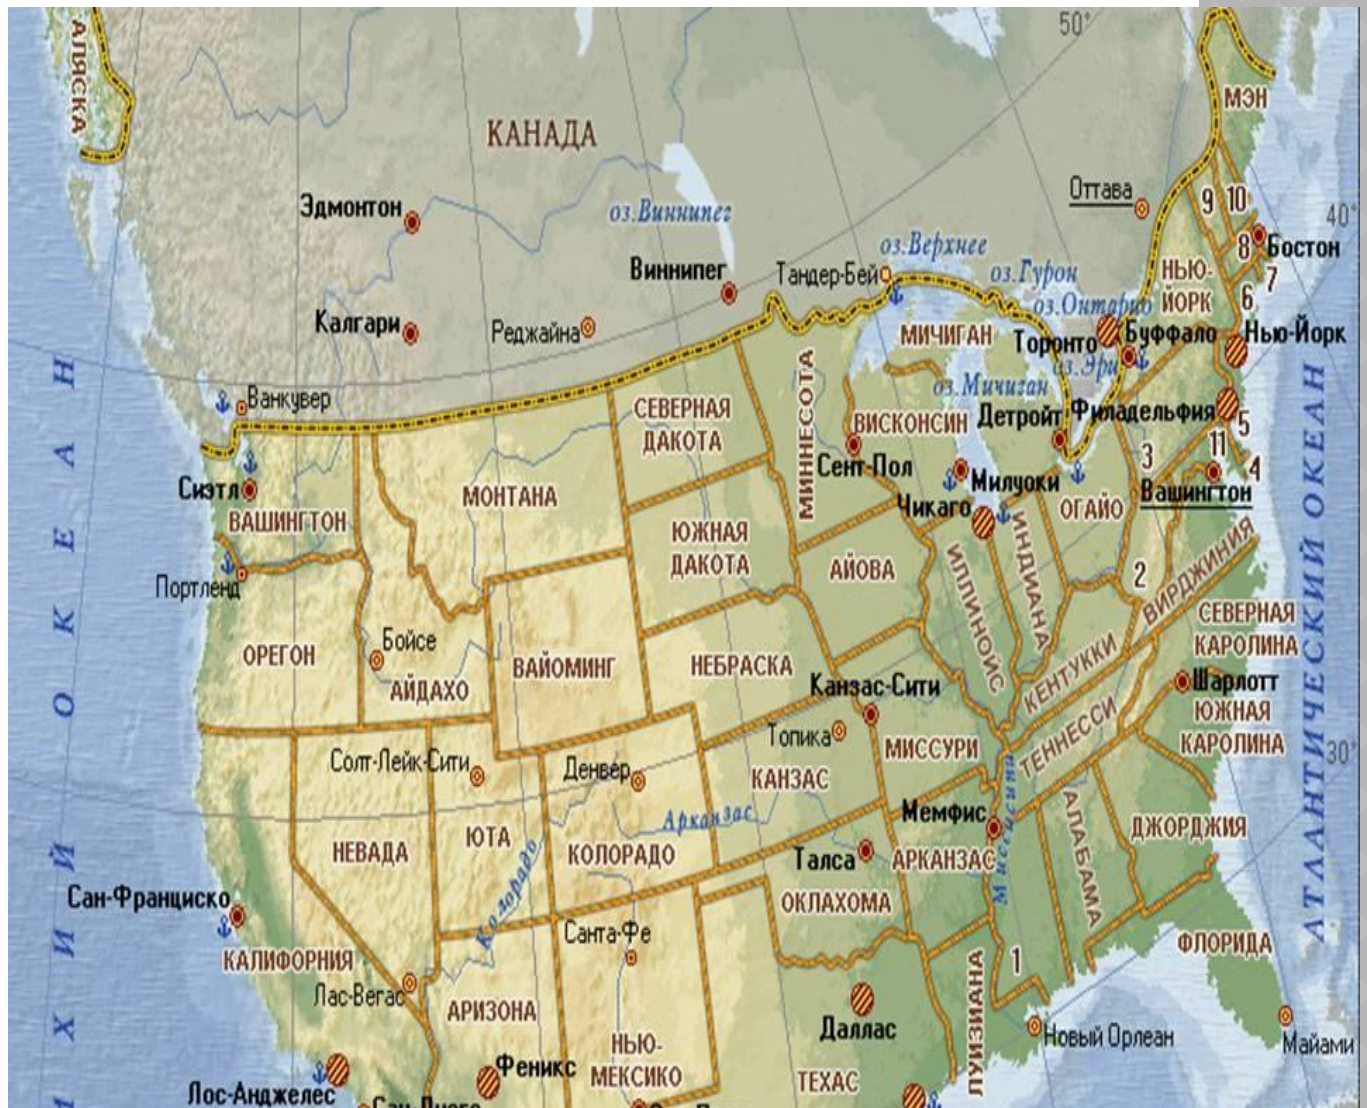 50°
АЛЯСКА
МЭН
КАНАДА
Оттава
9
10
40°
Эдмонтон
оз.Виннипег
оз.Верхнее
8
Бостон
Виннипег
Тандер-Бей
оз.Гурон
НЬЮ-
ЙОРК
7
6
Калгари
Реджайна
оз.Онтарио
МИЧИГАН
Торонто
Буффало
Нью-Йорк
оз.Эри
Ванкувер
оз.Мичиган
СЕВЕРНАЯ
ДАКОТА
МИННЕСОТА
ВИСКОНСИН
Детройт
Филадельфия
5
11
Сиэтл
МОНТАНА
Сент-Пол
Милуоки
3
4
ВАШИНГТОН
Чикаго
ОГАЙО
Вашингтон
ЮЖНАЯ
ДАКОТА
АЙОВА
ИЛЛИНОИС
ИНДИАНА
2
ВИРДЖИНИЯ
Портленд
СЕВЕРНАЯ
КАРОЛИНА
ОРЕГОН
Бойсе
АЙДАХО
ВАЙОМИНГ
НЕБРАСКА
КЕНТУККИ
Канзас-Сити
Шарлотт
ЮЖНАЯ
КАРОЛИНА
Топика
МИССУРИ
ТЕННЕССИ
30°
Солт-Лейк-Сити
Денвер
КАНЗАС
Миссисипи
Арканзас
Мемфис
АЛАБАМА
ДЖОРДЖИЯ
НЕВАДА
ЮТА
КОЛОРАДО
Талса
АРКАНЗАС
Колорадо
Сан-Франциско
ОКЛАХОМА
Санта-Фе
ФЛОРИДА
КАЛИФОРНИЯ
1
Лас-Вегас
АРИЗОНА
ЛУИЗИАНА
Даллас
Новый Орлеан
Майами
НЬЮ-
МЕКСИКО
Феникс
ТЕХАС
Лос-Анджелес
ИХИЙ ОКЕАН
АТЛАНТИЧЕСКИЙ ОКЕАН